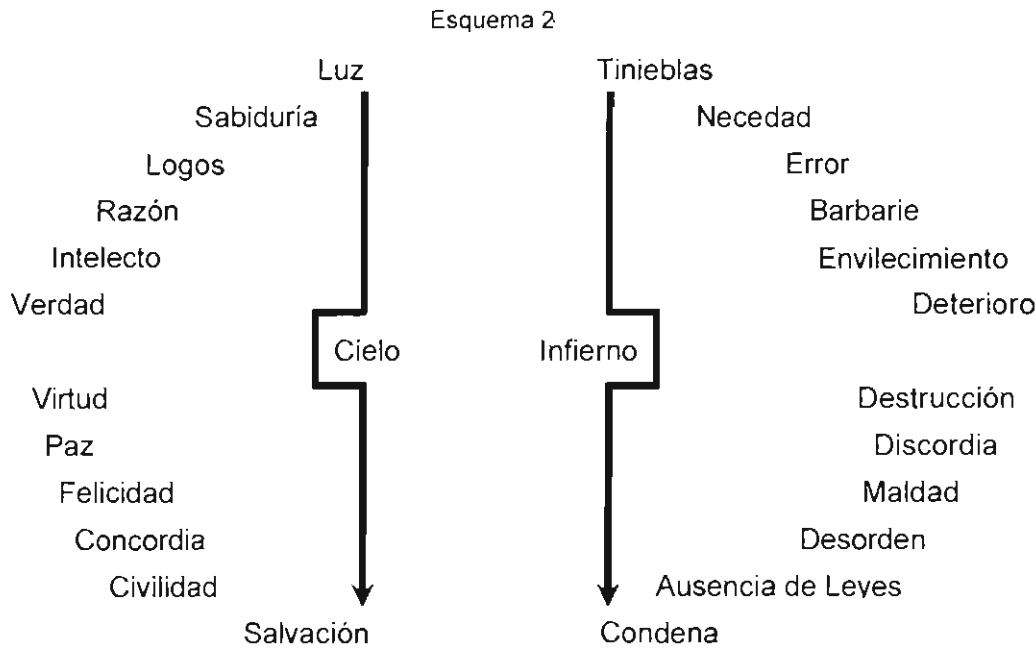 Esquema 2
Luz Tinieblas
Sabiduría Necedad
Logos Error
Razón Barbarie
Intelecto Envilecimiento
Verdad Deterioro
Cielo Infierno
Virtud Destrucción
Paz Discordia
Felicidad Maldad
Concordia Desorden
Civilidad Ausencia de Leyes
Salvación Condena